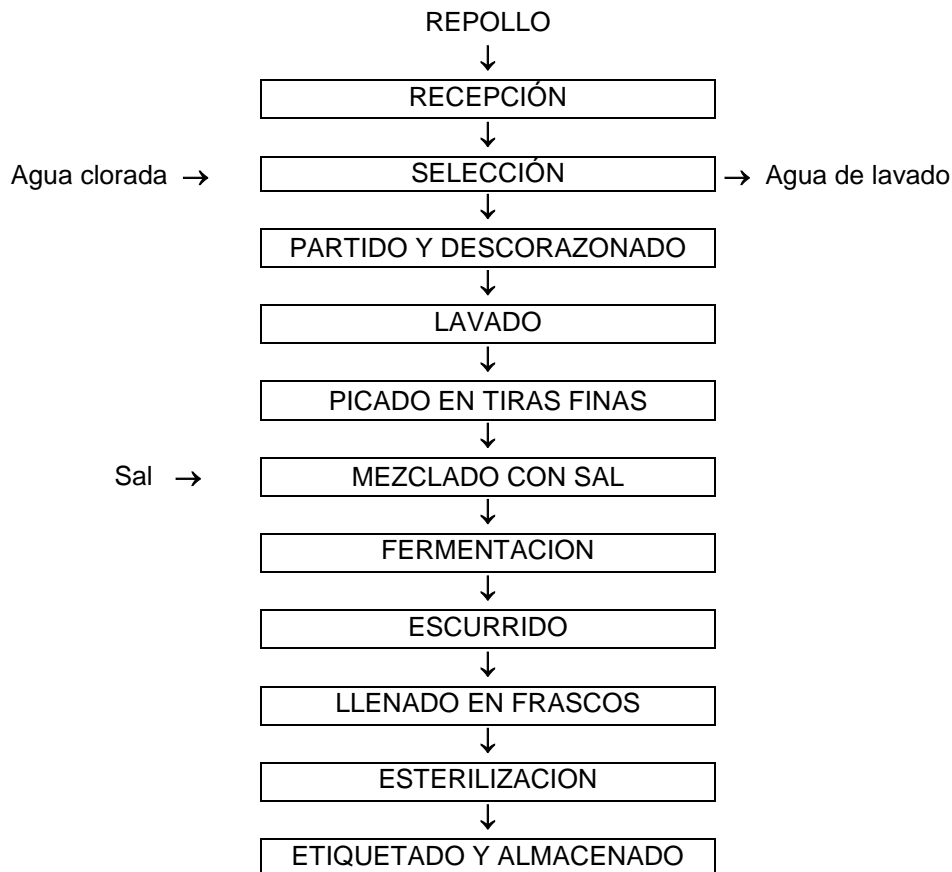 REPOLLO
↓
RECEPCIÓN
↓
Agua clorada → SELECCIÓN → Agua de lavado
↓
PARTIDO Y DESCORAZONADO
↓
LAVADO
↓
PICADO EN TIRAS FINAS
↓
Sal → MEZCLADO CON SAL
↓
FERMENTACION
↓
ESCURRIDO
↓
LLENADO EN FRASCOS
↓
ESTERILIZACION
↓
ETIQUETADO Y ALMACENADO